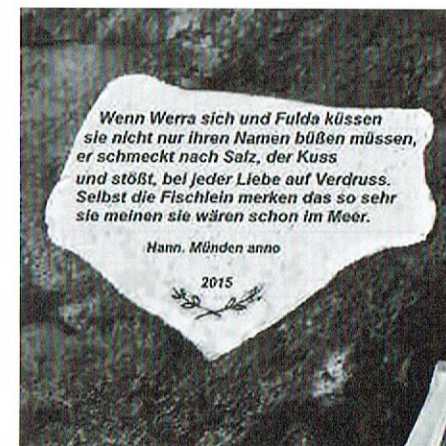 Wenn Werra sich und Fulda küssen
sie nicht nur ihren Namen büßen müssen,
er schmeckt nach Salz, der Kuss
und stößt, bei jeder Liebe auf Verdruss.
Selbst die Fischlein merken das so sehr
sie meinen sie wären schon im Meer.
Hann. Münden anno
2015